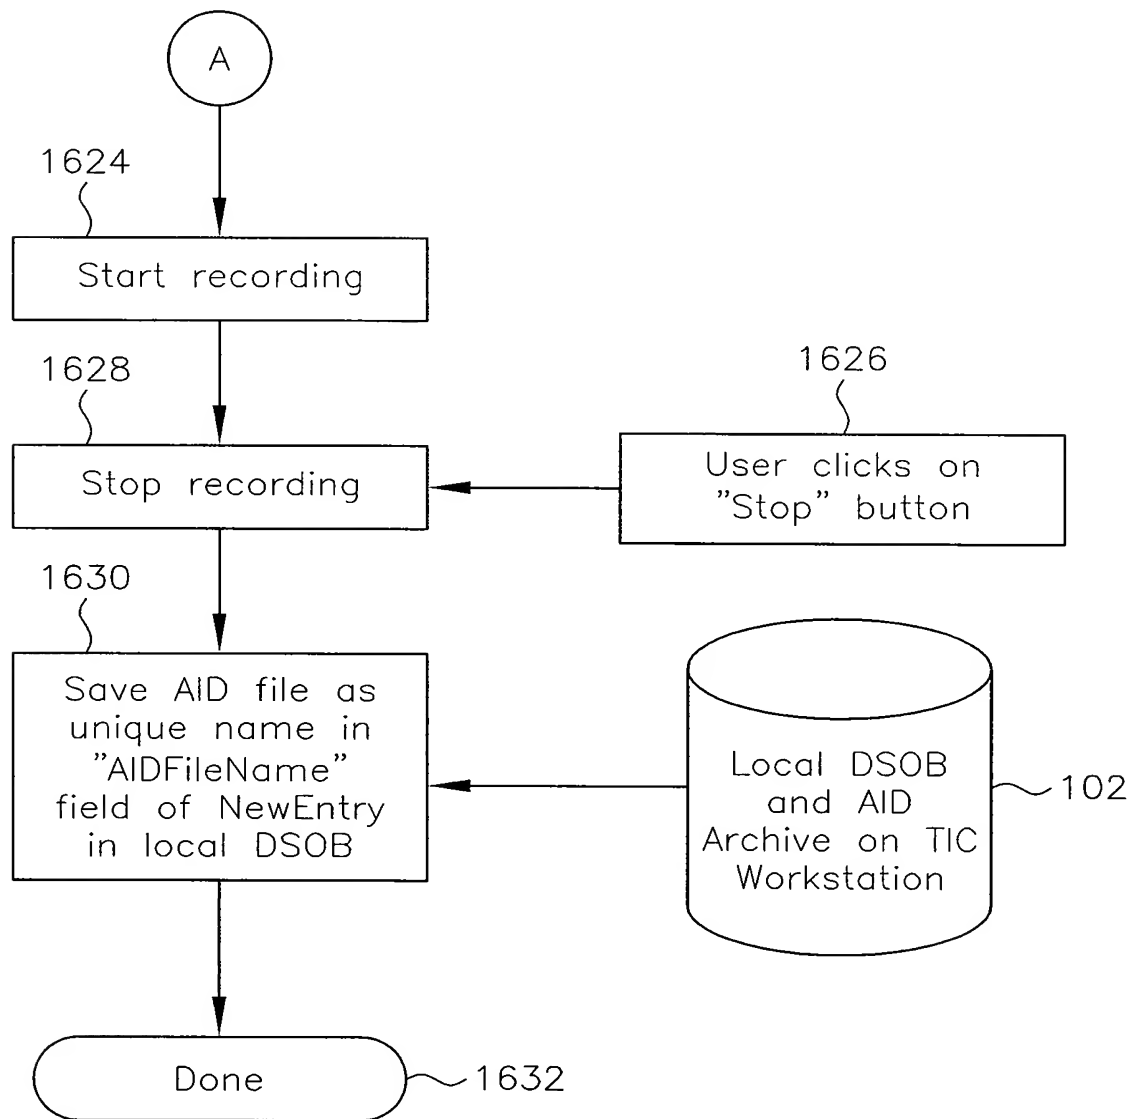 A
1624
Start recording
1628
Stop recording
1626
User clicks on
"Stop" button
1630
Save AID file as
unique name in
"AIDFileName"
field of NewEntry
in local DSOB
Local DSOB
and AID
Archive on TIC
Workstation
102
Done
1632